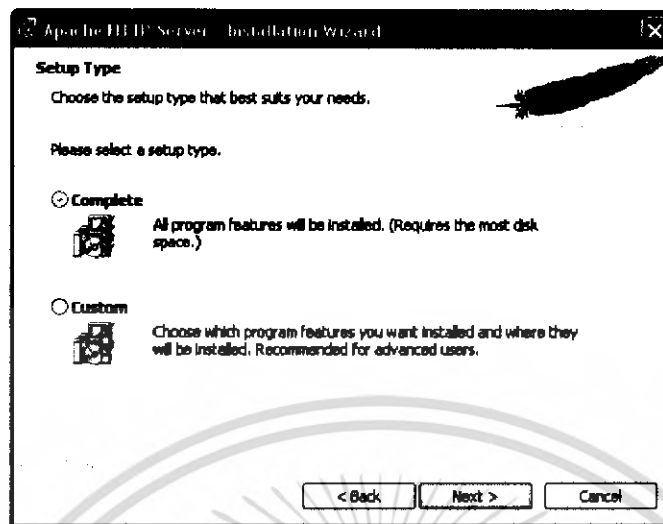 Apache HTTP Server - Installation Wizard
Setup Type
Choose the setup type that best suits your needs.
Please select a setup type.
Complete
All program features will be installed. (Requires the most disk
space.)
Custom
Choose which program features you want installed and where they
will be installed. Recommended for advanced users.
< Back
Next >
Cancel